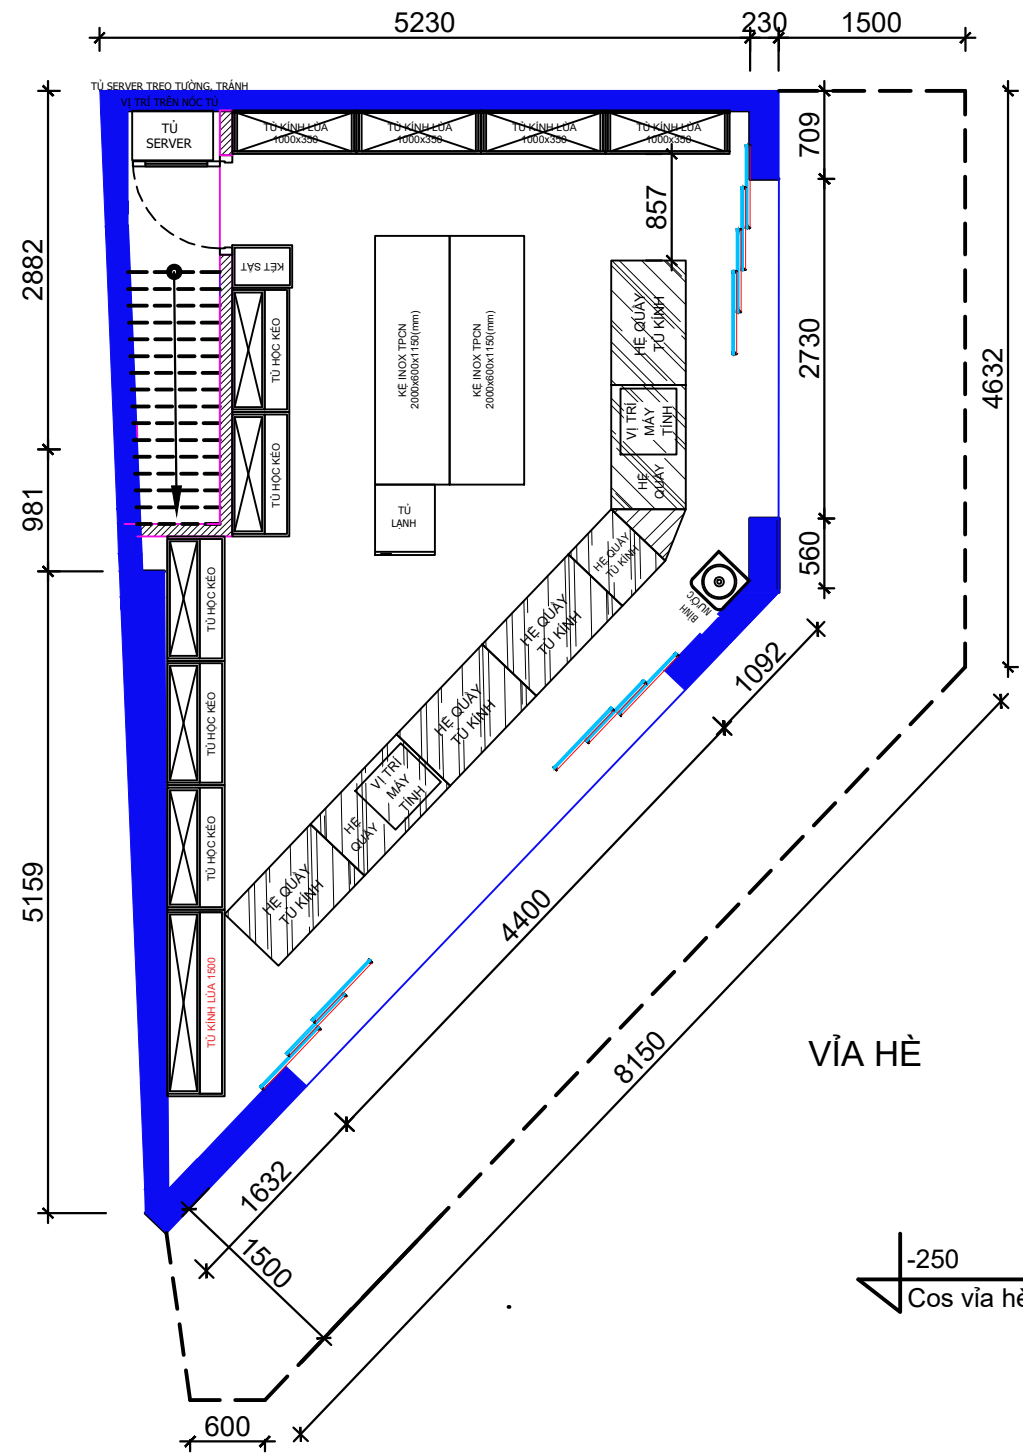 5230
230
1500
TỦ SERVER TREO TƯỜNG, TRÁNH
VỊ TRÍ TRÊN NÓC TỦ
TỦ
SERVER
TỦ KÍNH LÙA
1000x350
TỦ KÍNH LÙA
1000x350
TỦ KÍNH LÙA
1000x350
TỦ KÍNH LÙA
1000x350
709
857
2882
KÉT SẮT
TỦ HỌC KÉO
TỦ HỌC KÉO
KỆ INOX TPCN
2000x600x1150(mm)
KỆ INOX TPCN
2000x600x1150(mm)
HỆ QUẦY
TỦ KÍNH
VỊ TRÍ
MÁY
TÍNH
HỆ
QUẦY
2730
4632
981
TỦ
LẠNH
560
HỆ QUẦY
TỦ KÍNH
BÌNH
NƯỚC
TỦ HỌC KÉO
HỆ QUẦY
TỦ KÍNH
1092
TỦ HỌC KÉO
HỆ QUẦY
TỦ KÍNH
VỊ TRÍ
MÁY
TÍNH
HỆ
QUẦY
TỦ HỌC KÉO
HỆ QUẦY
TỦ KÍNH
5159
4400
TỦ KÍNH LÙA 1500
VỈA HÈ
8150
1632
1500
-250
Cos vỉa hè
600